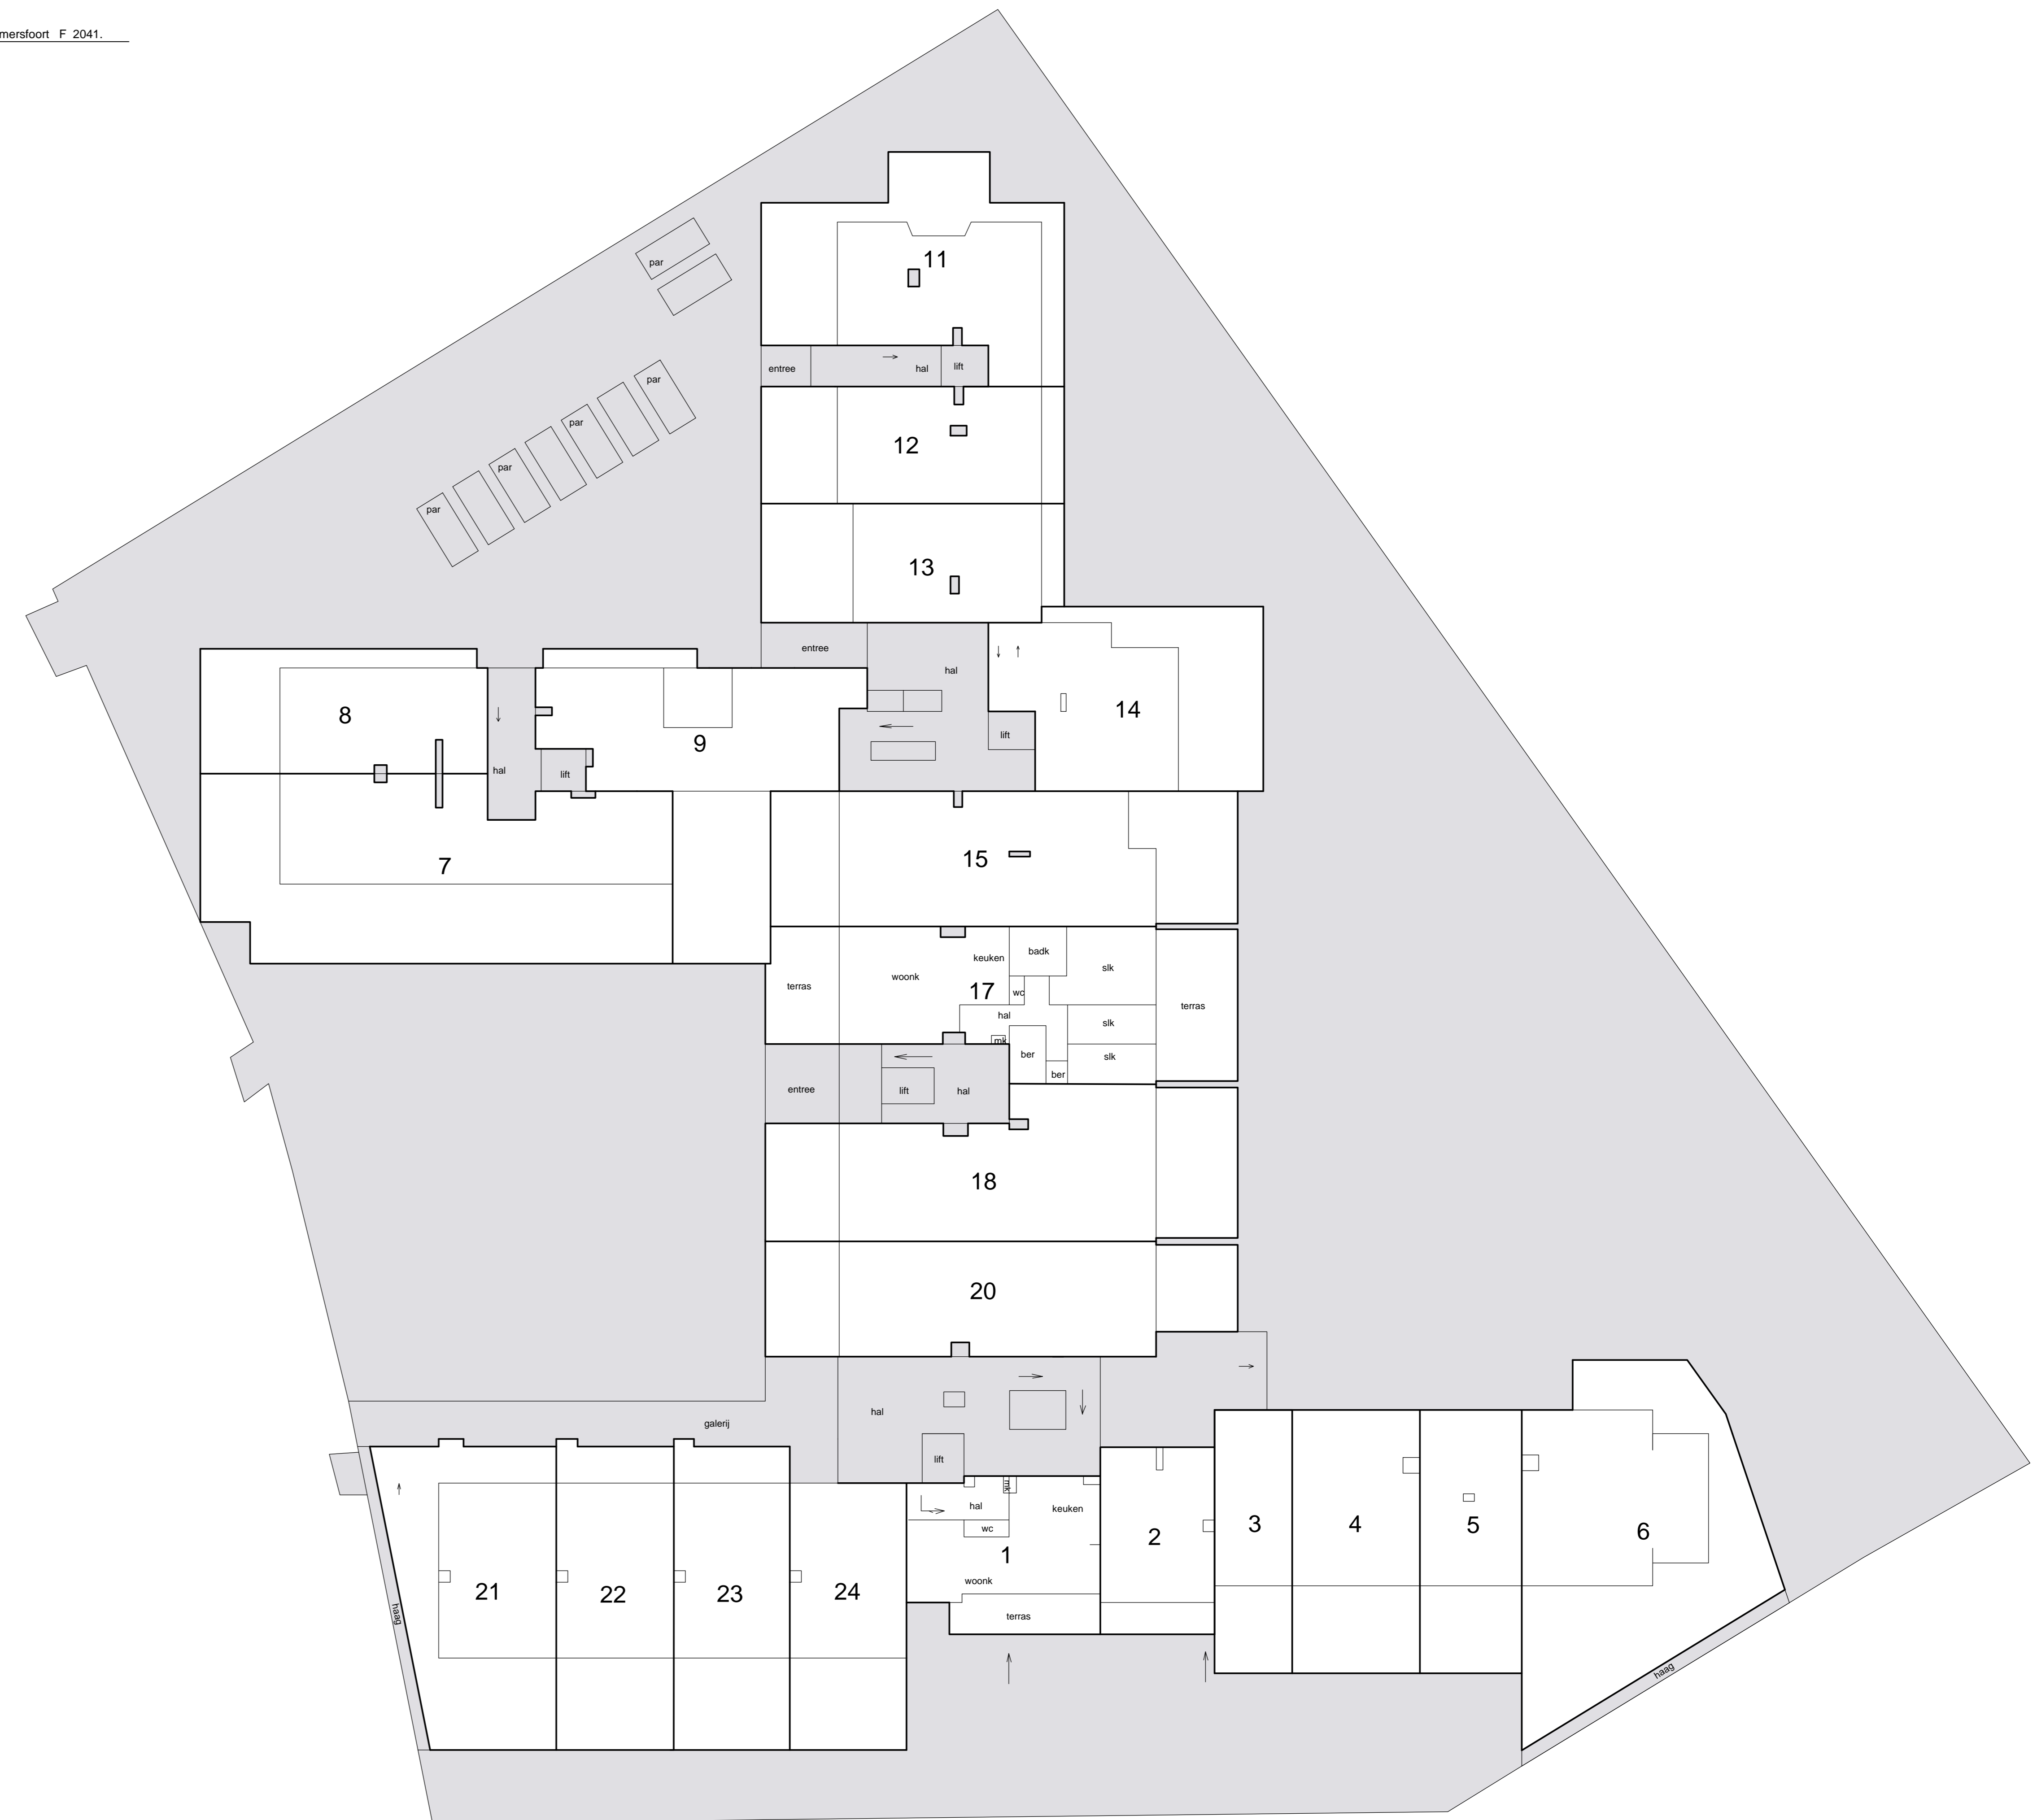 mersfoort F 2041.
11
par
entree
hal
lift
par
par
12
par
par
13
entree
hal
8
14
9
lift
hal
lift
15
7
badk
keuken
slk
woonk
terras
17
wc
terras
hal
slk
mk
ber
slk
ber
entree
lift
hal
18
20
hal
galerij
lift
mk
hal
keuken
wc
3
4
5
6
2
1
woonk
21
22
23
24
haag
terras
haag